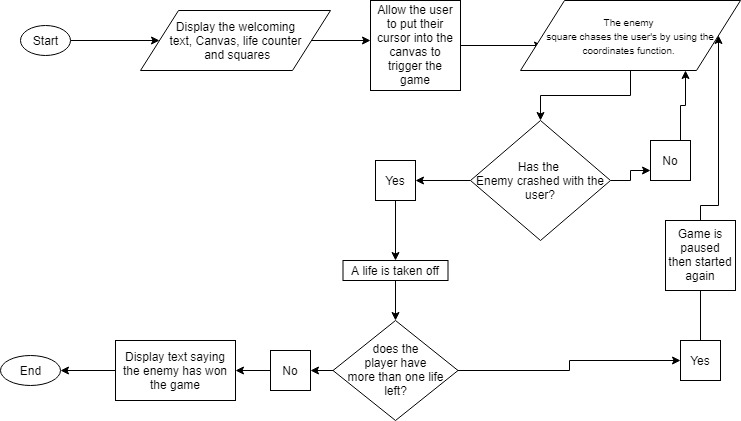 Start
Display the welcoming
text, Canvas, life counter
and squares
Allow the user
to put their
cursor into the
canvas to
trigger the
game
The enemy
square chases the user's by using the
coordinates function.
Has the
Enemy crashed with the
user?
No
Yes
Game is
paused
then started
again
A life is taken off
does the
player have
more than one life
left?
Yes
No
Display text saying
the enemy has won
the game
End